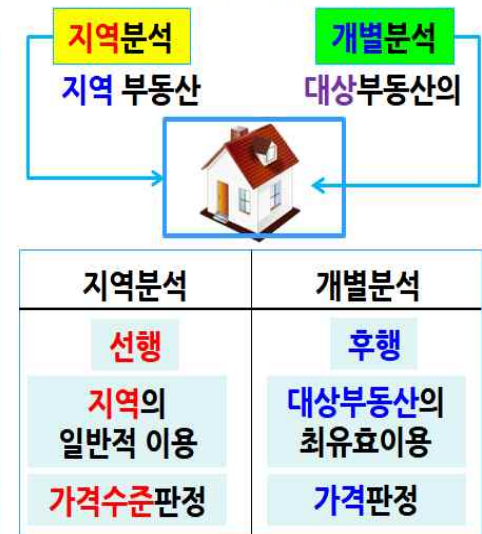 지역분석 개별분석
지역 부동산 대상부동산의
지역분석 개별분석
선행 후행
지역의 대상부동산의
일반적 이용 최유효이용
가격수준판정 가격판정